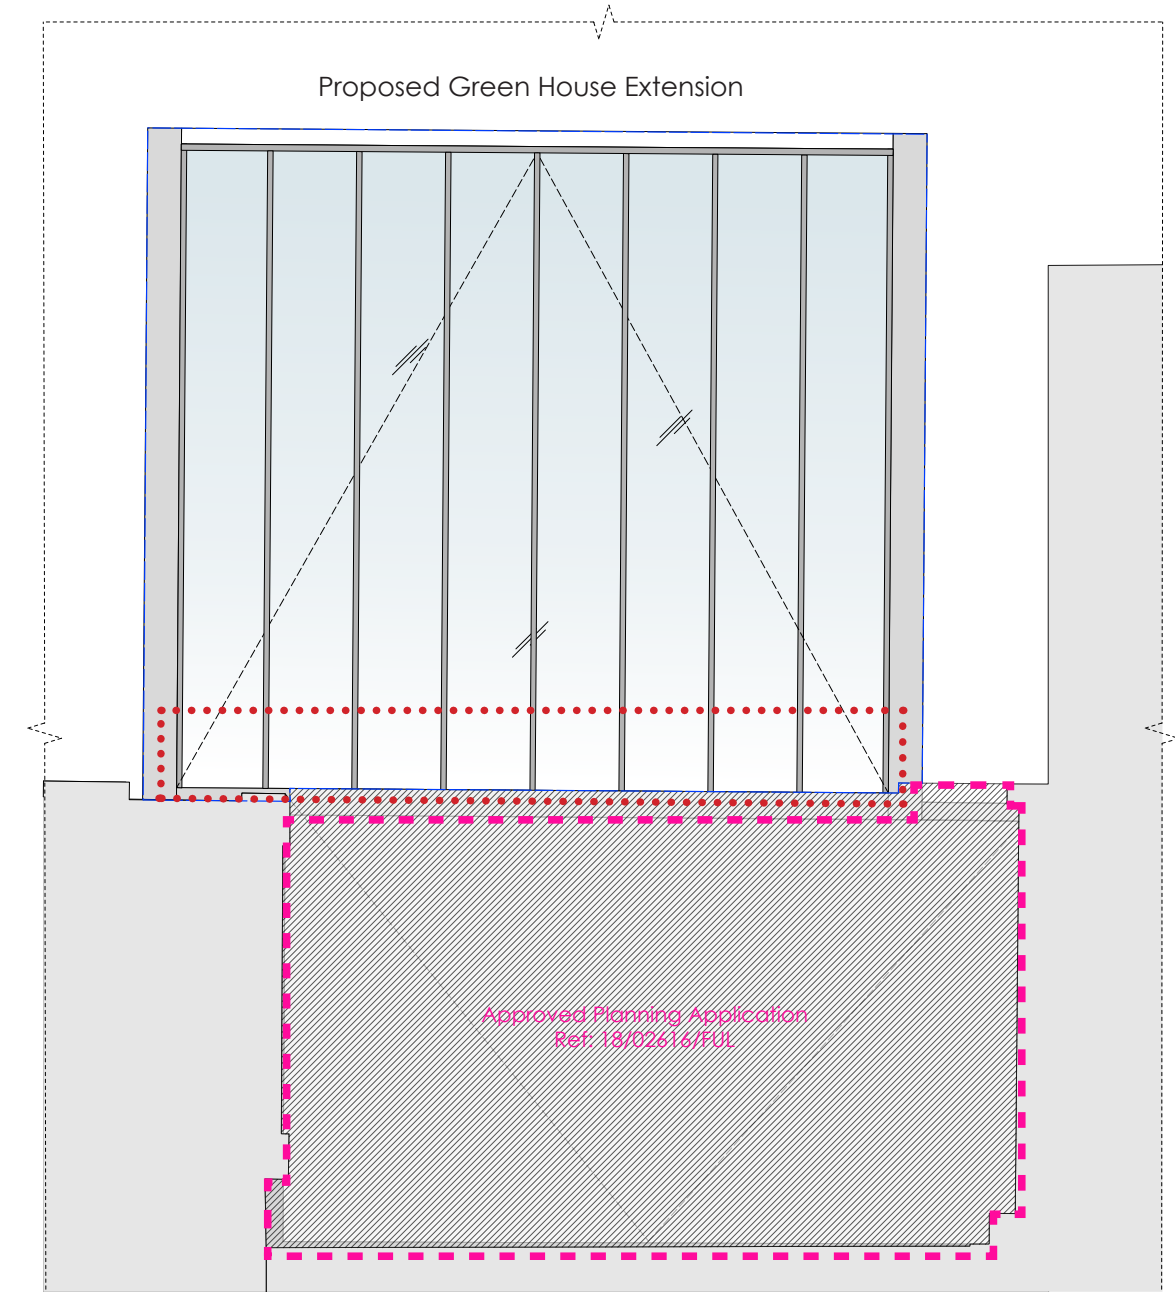 Proposed Green House Extension
Approved Planning Application
Ref: 18/02616/FUL